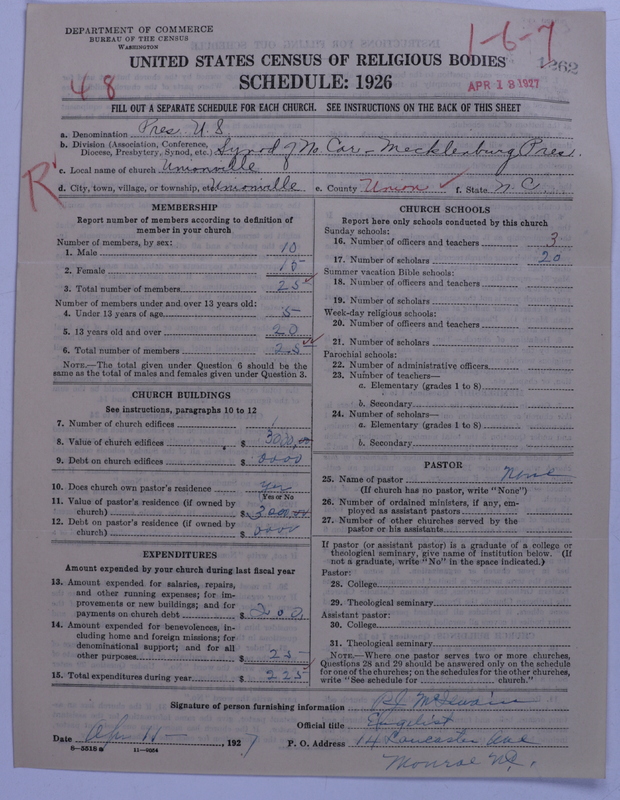 DEPARTMENT OF COMMERCE
BUREAU OF THE CENSUS
WASHINGTON
1-6-7
1262
UNITED STATES CENSUS OF RELIGIOUS BODIES
48
SCHEDULE: 1926
APR 18 1927
FILL OUT A SEPARATE SCHEDULE FOR EACH CHURCH. SEE INSTRUCTIONS ON THE BACK OF THIS SHEET
a. Denomination Pres. U.S
b. Division (Association, Conference, Diocese, Presbytery, Synod, etc.) Synod of No Car - Mecklenburg Pres.
c. Local name of church Unionville
R
d. City, town, village, or township, etc. Unionville e. County Union f. State N.C.
MEMBERSHIP
Report number of members according to definition of member in your church
Number of members, by sex:
1. Male 10
2. Female 15
3. Total number of members 25
Number of members under and over 13 years old:
4. Under 13 years of age 5
5. 13 years old and over 20
6. Total number of members 25
NOTE.—The total given under Question 6 should be the same as the total of males and females given under Question 3.
CHURCH BUILDINGS
See instructions, paragraphs 10 to 12
7. Number of church edifices 1
8. Value of church edifices $ 3000.00
9. Debt on church edifices $ 0000
10. Does church own pastor's residence Yes
Yes or No
11. Value of pastor's residence (if owned by church) $ 3000.00
12. Debt on pastor's residence (if owned by church) $ 0000
EXPENDITURES
Amount expended by your church during last fiscal year
13. Amount expended for salaries, repairs, and other running expenses; for improvements or new buildings; and for payments on church debt $ 200.
14. Amount expended for benevolences, including home and foreign missions; for denominational support; and for all other purposes $ 25
15. Total expenditures during year $ 225
CHURCH SCHOOLS
Report here only schools conducted by this church
Sunday schools:
16. Number of officers and teachers 3
17. Number of scholars 20
Summer vacation Bible schools:
18. Number of officers and teachers
19. Number of scholars
Week-day religious schools:
20. Number of officers and teachers
21. Number of scholars
Parochial schools:
22. Number of administrative officers
23. Number of teachers—
a. Elementary (grades 1 to 8)
b. Secondary
24. Number of scholars—
a. Elementary (grades 1 to 8)
b. Secondary
PASTOR
25. Name of pastor None
(If church has no pastor, write "None")
26. Number of ordained ministers, if any, employed as assistant pastors
27. Number of other churches served by the pastor or his assistants
If pastor (or assistant pastor) is a graduate of a college or theological seminary, give name of institution below. (If not a graduate, write "No" in the space indicated.)
Pastor:
28. College
29. Theological seminary
Assistant pastor:
30. College
31. Theological seminary
NOTE.—Where one pastor serves two or more churches, Questions 28 and 29 should be answered only on the schedule for one of the churches; on the schedules for the other churches, write "See schedule for church."
Signature of person furnishing information R J McIlwain
Official title Evnglist
Date Apr 11 , 1927 P. O. Address 14 Lancaster Ave
8-5518 a 11-9054 Monroe N.C.